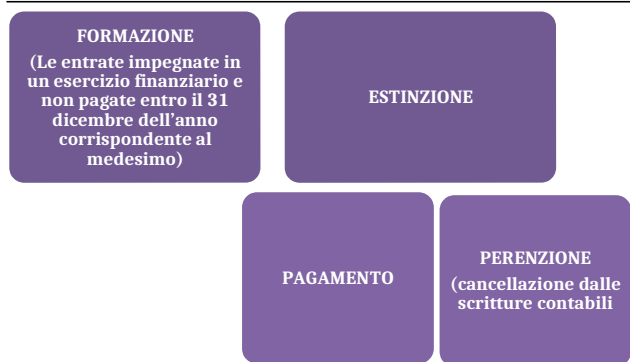 FORMAZIONE
(Le entrate impegnate in
un esercizio finanziario e
non pagate entro il 31
dicembre dell'anno
corrispondente al
medesimo)
ESTINZIONE
PAGAMENTO
PERENZIONE
(cancellazione dalle
scritture contabili